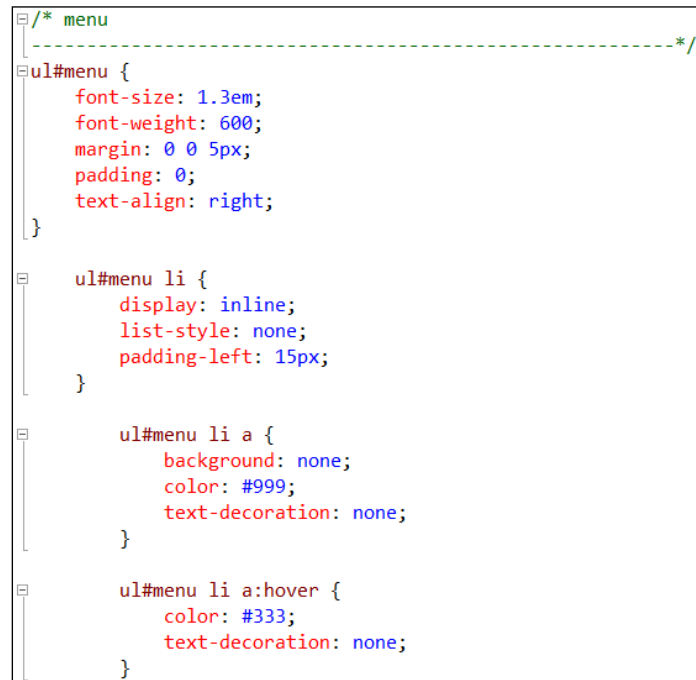 /* menu
----------------------------------------------------------*/
ul#menu {
    font-size: 1.3em;
    font-weight: 600;
    margin: 0 0 5px;
    padding: 0;
    text-align: right;
}

    ul#menu li {
        display: inline;
        list-style: none;
        padding-left: 15px;
    }

        ul#menu li a {
            background: none;
            color: #999;
            text-decoration: none;
        }

        ul#menu li a:hover {
            color: #333;
            text-decoration: none;
        }